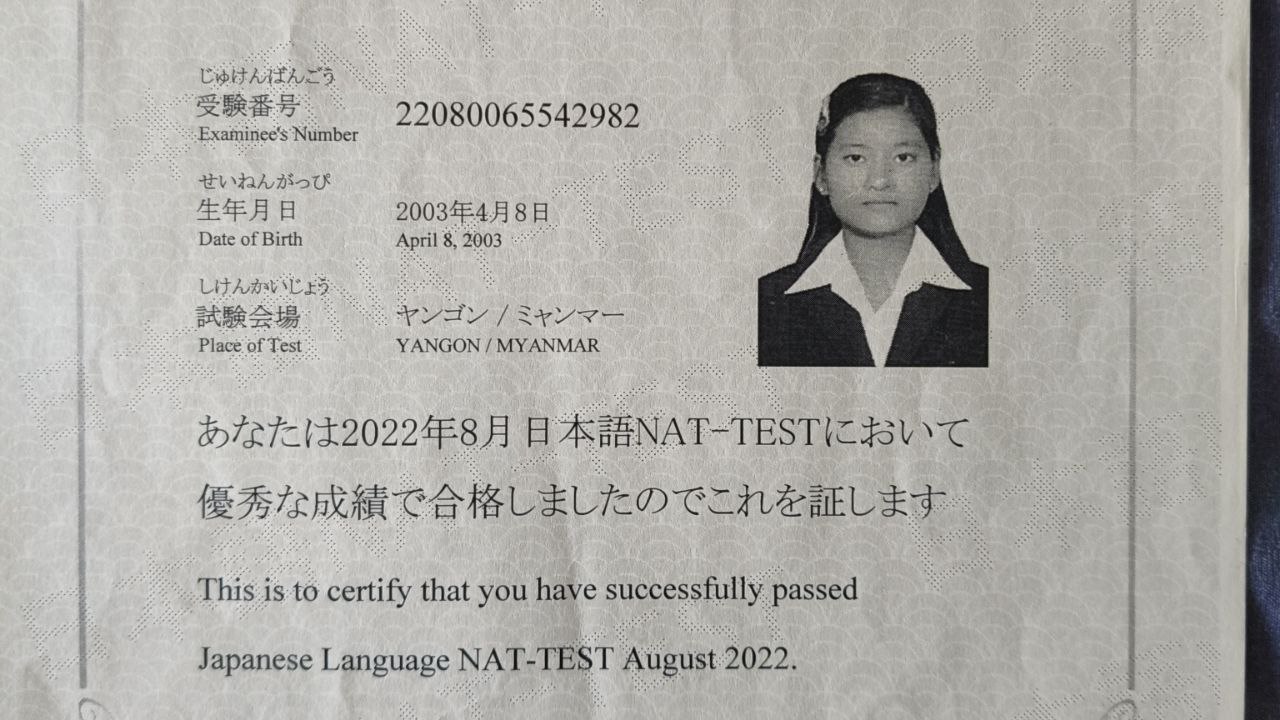 じゅけんばんごう
受験番号
Examinee's Number
22080065542982
せいねんがっぴ
生年月日
Date of Birth
2003年4月8日
April 8, 2003
しけんかいじょう
試験会場
Place of Test
ヤンゴン / ミャンマー
YANGON / MYANMAR
あなたは2022年8月日本語NAT-TESTにおいて
優秀な成績で合格しましたのでこれを証します
This is to certify that you have successfully passed
Japanese Language NAT-TEST August 2022.